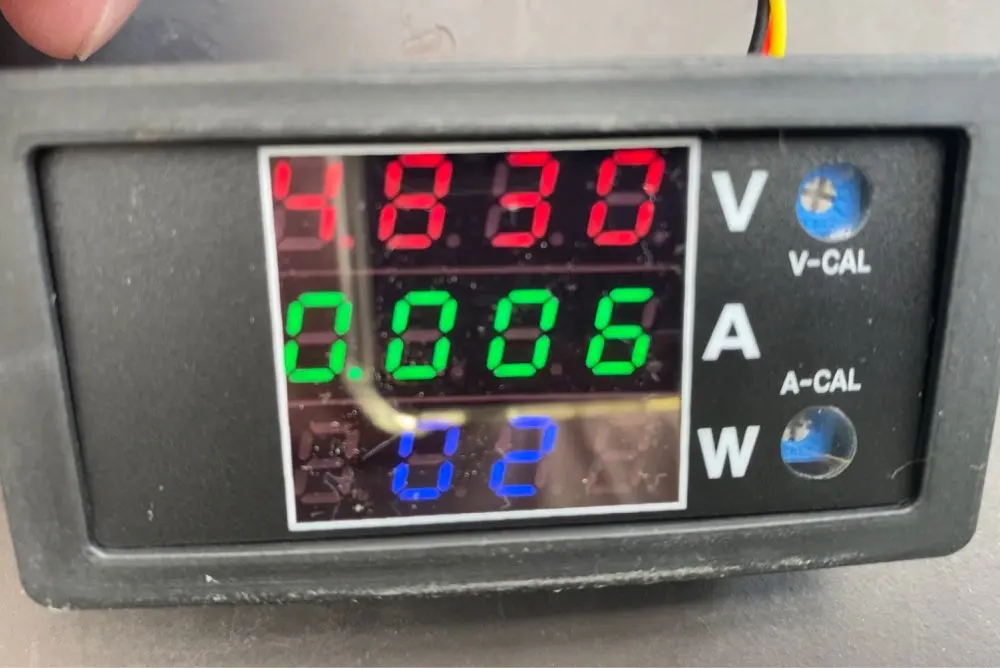 4.830 V
V-CAL
0.006 A
A-CAL
02 W